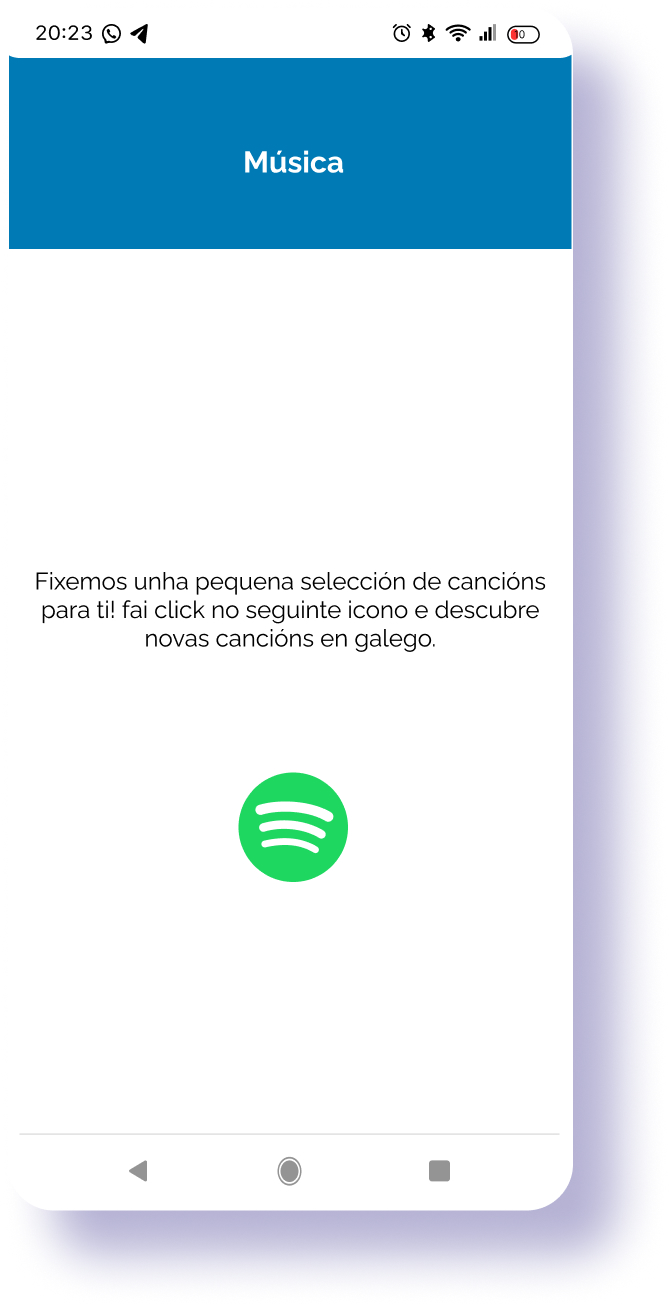 20:23
Música
Fixemos unha pequena selección de cancións
para ti! fai click no seguinte icono e descubre
novas cancións en galego.